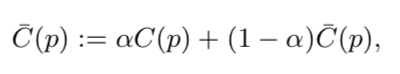 C̄(p) := αC(p) + (1 − α)C̄(p),